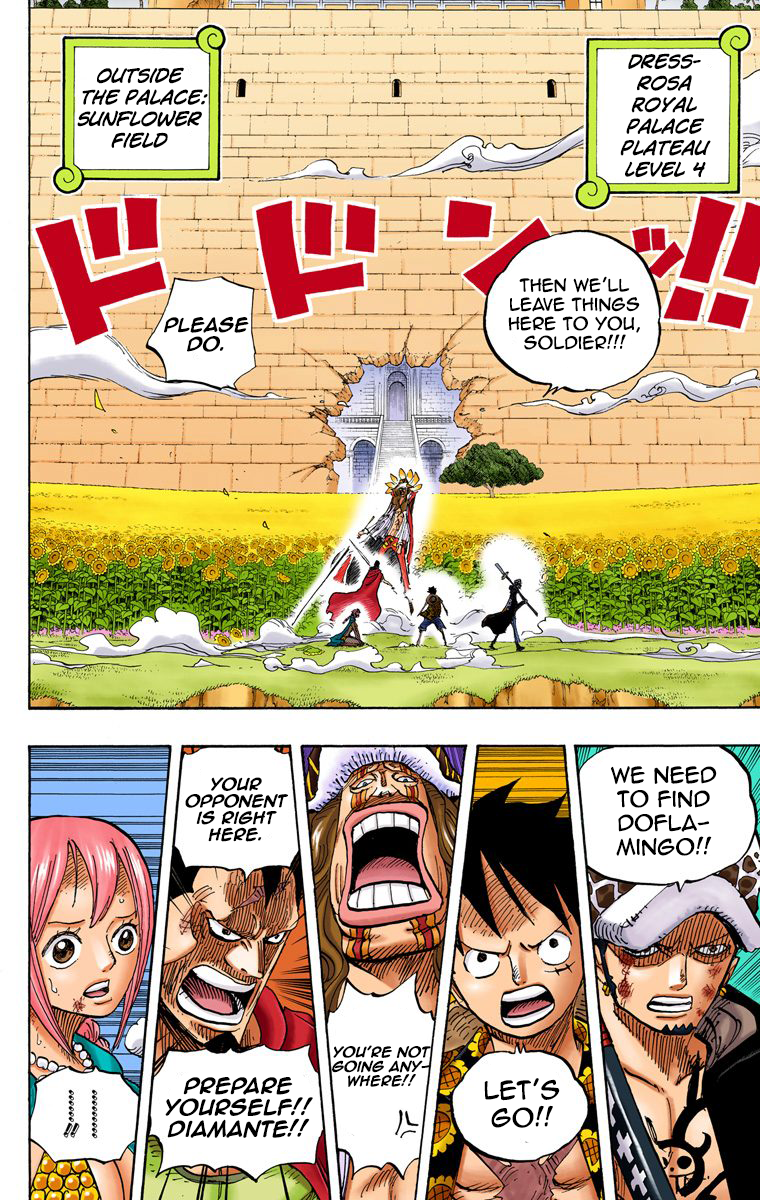 DRESS-
ROSA
ROYAL
PALACE
PLATEAU
LEVEL 4
OUTSIDE
THE PALACE:
SUNFLOWER
FIELD
ドドンッ!!
THEN WE'LL
LEAVE THINGS
HERE TO YOU,
SOLDIER!!!
PLEASE
DO.
WE NEED
TO FIND
DOFLA-
MINGO!!
LET'S
GO!!
YOU'RE NOT
GOING ANY-
WHERE!!
YOUR
OPPONENT
IS RIGHT
HERE.
PREPARE
YOURSELF!!
DIAMANTE!!
......!!